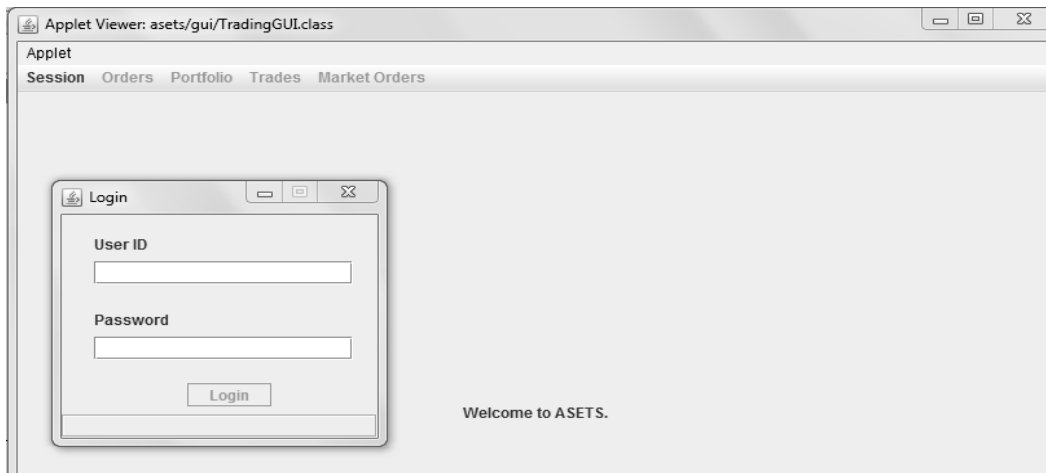 Applet Viewer: asets/gui/TradingGUI.class
Applet
Session Orders Portfolio Trades Market Orders
Login
User ID
Password
Login
Welcome to ASETS.